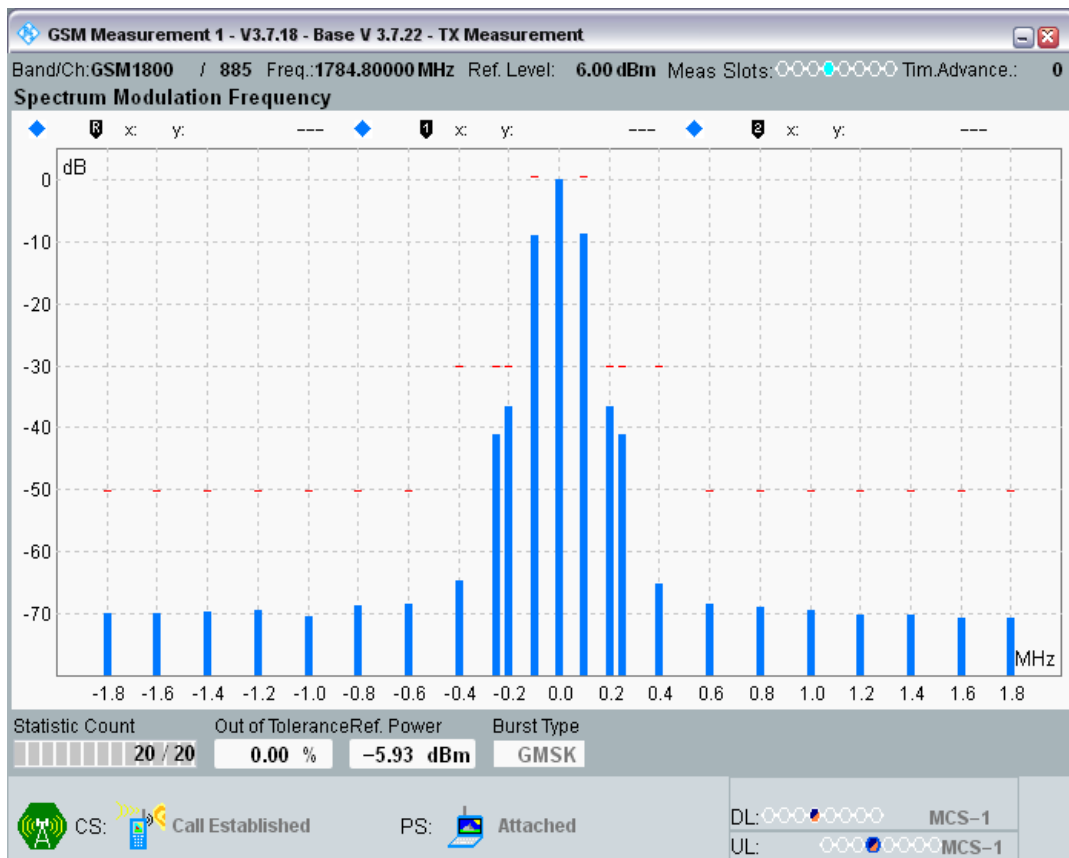 GSM Measurement 1 - V3.7.18 - Base V 3.7.22 - TX Measurement
Band/Ch:GSM1800 / 885 Freq.:1784.80000 MHz Ref. Level: 6.00 dBm Meas Slots: Tim.Advance.: 0
Spectrum Modulation Frequency
R x: y: --- 1 x: y: --- 2 x: y: ---
dB
0
-10
-20
-30
-40
-50
-60
-70
MHz
-1.8 -1.6 -1.4 -1.2 -1.0 -0.8 -0.6 -0.4 -0.2 0.0 0.2 0.4 0.6 0.8 1.0 1.2 1.4 1.6 1.8
Statistic Count Out of Tolerance Ref. Power Burst Type
20 / 20 0.00 % −5.93 dBm GMSK
CS: Call Established PS: Attached
DL: MCS−1
UL: MCS−1